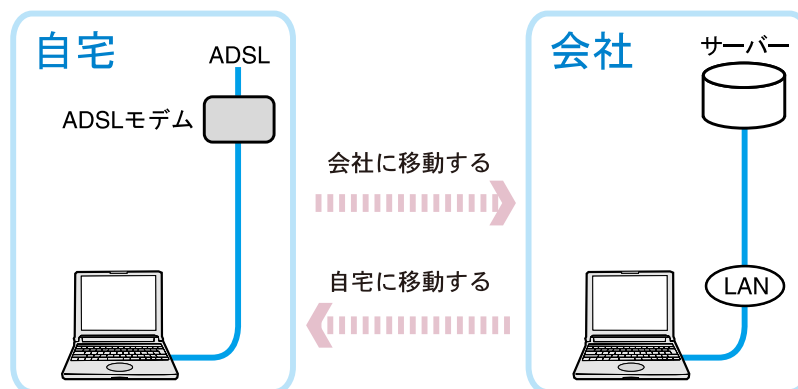 自宅
ADSL
ADSLモデム
会社に移動する
自宅に移動する
会社
サーバー
LAN